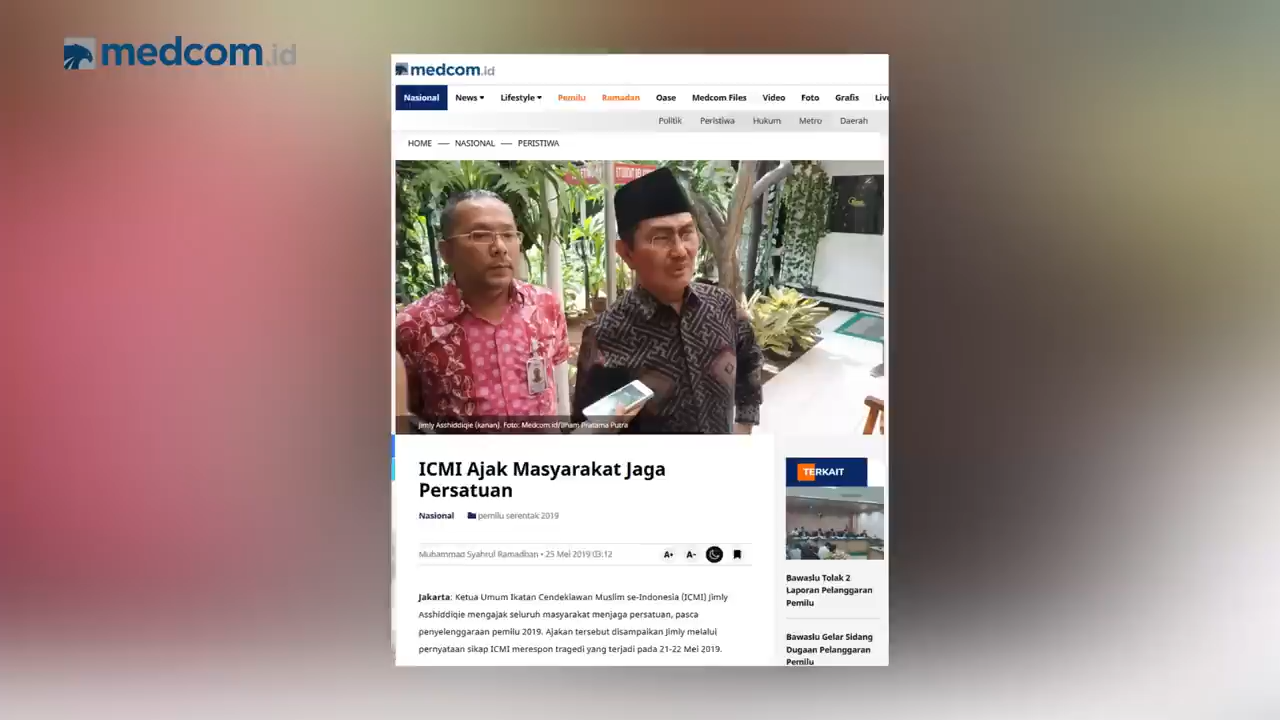 medcom.id
medcom.id
Nasional News Lifestyle Pemilu Ramadan Oase Medcom Files Video Foto Grafis Live
Politik Peristiwa Hukum Metro Daerah
HOME — NASIONAL — PERISTIWA
Jimly Asshiddiqie (kanan). Foto: Medcom.id/Ilham Pratama Putra
ICMI Ajak Masyarakat Jaga
Persatuan
Nasional pemilu serentak 2019
Muhammad Syahrul Ramadhan • 25 Mei 2019 03:12
A+ A-
Jakarta: Ketua Umum Ikatan Cendekiawan Muslim se-Indonesia (ICMI) Jimly
Asshiddiqie mengajak seluruh masyarakat menjaga persatuan, pasca
penyelenggaraan pemilu 2019. Ajakan tersebut disampaikan Jimly melalui
pernyataan sikap ICMI merespon tragedi yang terjadi pada 21-22 Mei 2019.
TERKAIT
Bawaslu Tolak 2
Laporan Pelanggaran
Pemilu
Bawaslu Gelar Sidang
Dugaan Pelanggaran
Pemilu